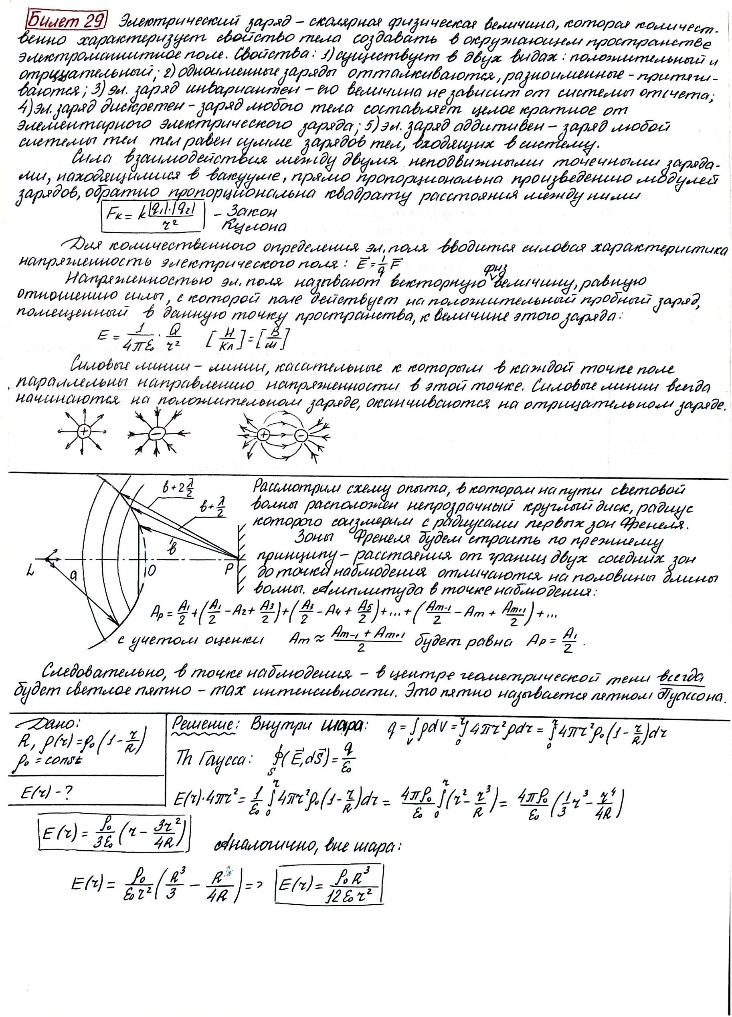 Билет 29 Электрический заряд – скалярная физическая величина, которая количест-
венно характеризует свойство тела создавать в окружающем пространстве
электромагнитное поле. Свойства: 1) существует в двух видах: положительный и
отрицательный; 2) одноименные заряды отталкиваются, разноименные – притяги-
ваются; 3) эл. заряд инвариантен – его величина не зависит от системы отсчета;
4) эл. заряд дискретен – заряд любого тела составляет целое кратное от
элементарного электрического заряда; 5) эл. заряд аддитивен – заряд любой
системы тел тел равен сумме зарядов тел, входящих в систему.
Сила взаимодействия между двумя неподвижными точечными заряда-
ми, находящимися в вакууме, прямо пропорциональна произведению модулей
зарядов, обратно пропорциональна квадрату расстояния между ними
Fк = k |q₁|·|q₂| / r² – Закон
Кулона
Для количественного определения эл. поля вводится силовая характеристика
напряженность электрического поля: E⃗ = 1/q F⃗
физ
Напряженностью эл. поля называют векторную величину, равную
отношению силы, с которой поле действует на положительный пробный заряд,
помещенный в данную точку пространства, к величине этого заряда:
E = 1/4πε₀ · Q/r² [Н/Кл] = [В/м]
Силовые линии – линии, касательные к которым в каждой точке поле
параллельны направлению напряженности в этой точке. Силовые линии всегда
начинаются на положительном заряде, оканчиваются на отрицательном заряде.
+ – + –
b+2λ/2
b+λ/2
b
L a O P
Рассмотрим схему опыта, в котором на пути световой
волны расположен непрозрачный круглый диск, радиус
которого соизмерим с радиусами первых зон Френеля.
Зоны Френеля будем строить по прежнему
принципу – расстояния от границ двух соседних зон
до точки наблюдения отличаются на половины длины
волны. Амплитуда в точке наблюдения:
Aр = A₁/2 + (A₁/2 – A₂ + A₃/2) + (A₃/2 – A₄ + A₅/2) + ... + (Am-1/2 – Am + Am+1/2) + ...
с учетом оценки Am ≈ (Am-1 + Am+1)/2 будет равна Aр = A₁/2.
Следовательно, в точке наблюдения – в центре геометрической тени всегда
будет светлое пятно – max интенсивности. Это пятно называется петном Пуассона.
Дано:
R, ρ(r) = ρ₀(1 – r/R)
ρ₀ = const
E(r) – ?
Решение: Внутри шара: q = ∫ᵥ ρdV = ∫₀ʳ 4πr²ρdr = ∫₀ʳ 4πr²ρ₀(1 – r/R)dr
Th Гаусса: ∮ₛ(E⃗, dS⃗) = q/ε₀
E(r)·4πr² = 1/ε₀ ∫₀ʳ 4πr²ρ₀(1 – r/R)dr = 4πρ₀/ε₀ ∫₀ʳ (r² – r³/R) = 4πρ₀/ε₀ (1/3 r³ – r⁴/4R)
E(r) = ρ₀/3ε₀ (r – 3r²/4R) Аналогично, вне шара:
E(r) = ρ₀/ε₀r² (R³/3 – R³/4R) => E(r) = ρ₀R³/12ε₀r²